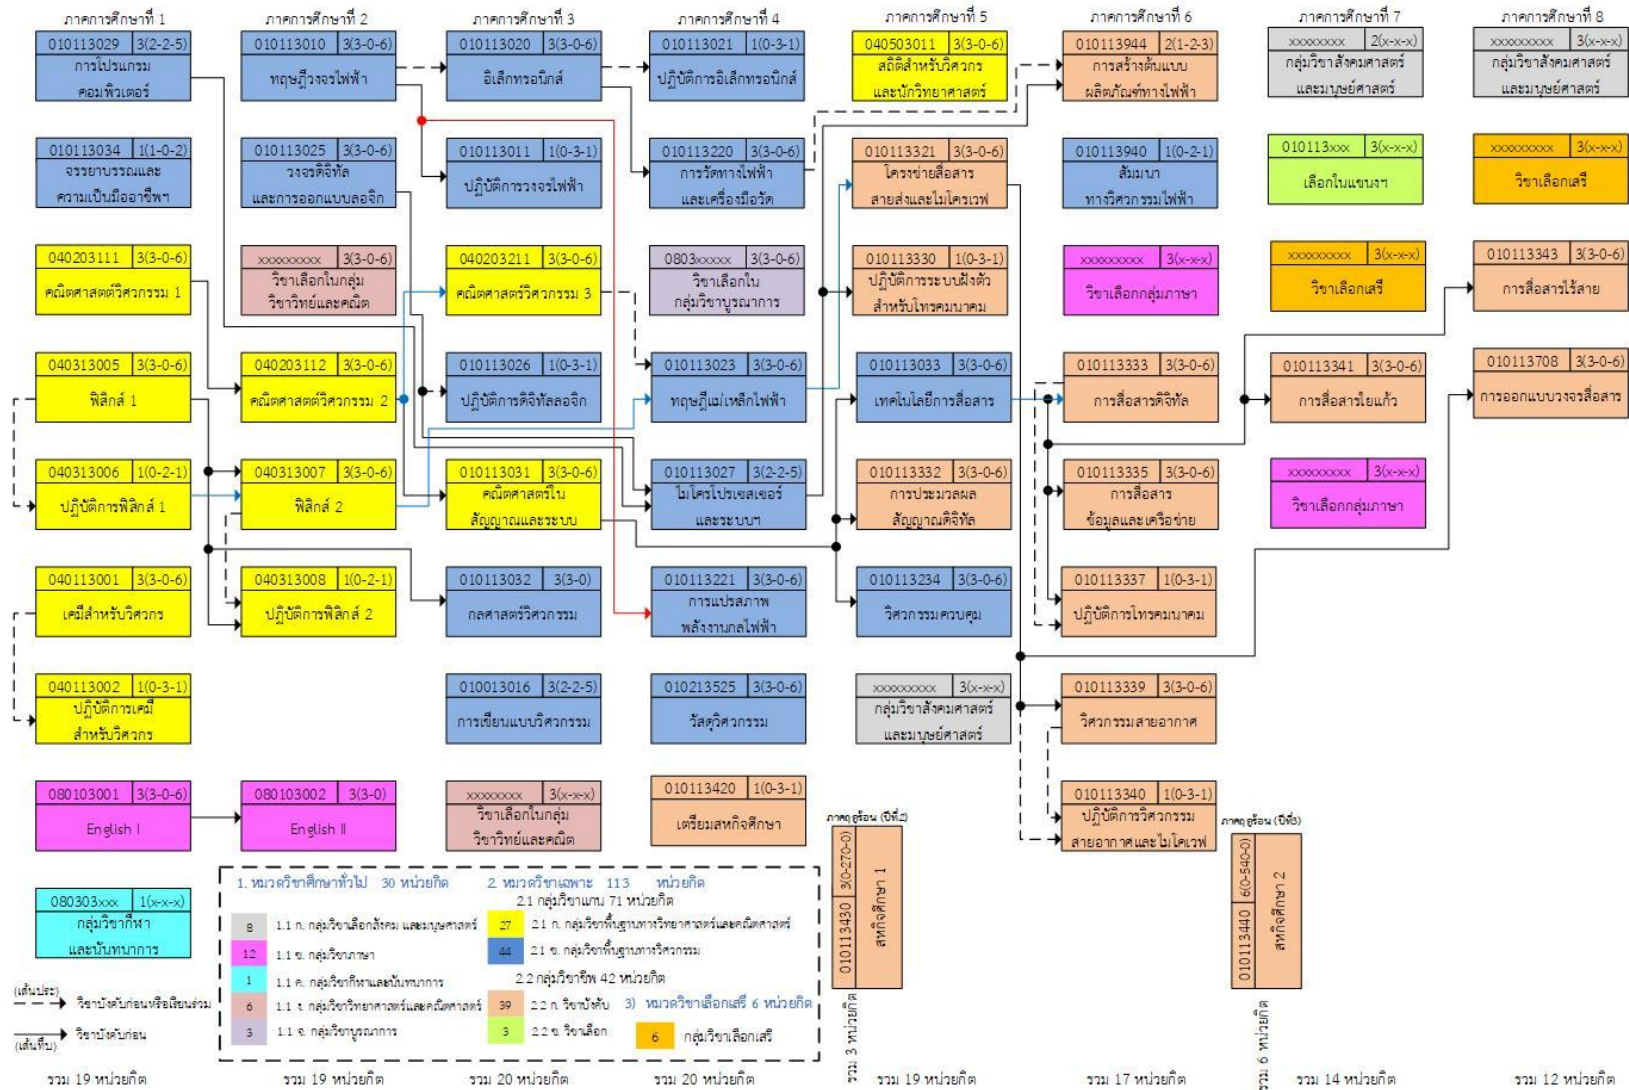 ภาคการศึกษาที่ 1
010113029 3(2-2-5)
การโปรแกรม
คอมพิวเตอร์
010113034 1(1-0-2)
จรรยาบรรณและ
ความเป็นมืออาชีพฯ
040203111 3(3-0-6)
คณิตศาสตร์วิศวกรรม 1
040313005 3(3-0-6)
ฟิสิกส์ 1
040313006 1(0-2-1)
ปฏิบัติการฟิสิกส์ 1
040113001 3(3-0-6)
เคมีสำหรับวิศวกร
040113002 1(0-3-1)
ปฏิบัติการเคมี
สำหรับวิศวกร
080103001 3(3-0-6)
English I
080303xxx 1(x-x-x)
กลุ่มวิชากีฬา
และนันทนาการ
ภาคการศึกษาที่ 2
010113010 3(3-0-6)
ทฤษฎีวงจรไฟฟ้า
010113025 3(3-0-6)
วงจรดิจิทัล
และการออกแบบลอจิก
xxxxxxxxx 3(3-0-6)
วิชาเลือกในกลุ่ม
วิชาวิทย์และคณิต
040203112 3(3-0-6)
คณิตศาสตร์วิศวกรรม 2
040313007 3(3-0-6)
ฟิสิกส์ 2
040313008 1(0-2-1)
ปฏิบัติการฟิสิกส์ 2
080103002 3(3-0)
English II
ภาคการศึกษาที่ 3
010113020 3(3-0-6)
อิเล็กทรอนิกส์
010113011 1(0-3-1)
ปฏิบัติการวงจรไฟฟ้า
040203211 3(3-0-6)
คณิตศาสตร์วิศวกรรม 3
010113026 1(0-3-1)
ปฏิบัติการดิจิทัลลอจิก
010113031 3(3-0-6)
คณิตศาสตร์ใน
สัญญาณและระบบ
010113032 3(3-0)
กลศาสตร์วิศวกรรม
010013016 3(2-2-5)
การเขียนแบบวิศวกรรม
xxxxxxxx 3(x-x-x)
วิชาเลือกในกลุ่ม
วิชาวิทย์และคณิต
ภาคการศึกษาที่ 4
010113021 1(0-3-1)
ปฏิบัติการอิเล็กทรอนิกส์
010113220 3(3-0-6)
การวัดทางไฟฟ้า
และเครื่องมือวัด
0803xxxxx 3(3-0-6)
วิชาเลือกใน
กลุ่มวิชาบูรณาการ
010113023 3(3-0-6)
ทฤษฎีแม่เหล็กไฟฟ้า
010113027 3(2-2-5)
ไมโครโปรเซสเซอร์
และระบบฯ
010113221 3(3-0-6)
การแปรสภาพ
พลังงานกลไฟฟ้า
010213525 3(3-0-6)
วัสดุวิศวกรรม
010113420 1(0-3-1)
เตรียมสหกิจศึกษา
ภาคการศึกษาที่ 5
040503011 3(3-0-6)
สถิติสำหรับวิศวกร
และนักวิทยาศาสตร์
010113321 3(3-0-6)
โครงข่ายสื่อสาร
สายส่งและไมโครเวฟ
010113330 1(0-3-1)
ปฏิบัติการระบบฝังตัว
สำหรับโทรคมนาคม
010113033 3(3-0-6)
เทคโนโลยีการสื่อสาร
010113332 3(3-0-6)
การประมวลผล
สัญญาณดิจิทัล
010113234 3(3-0-6)
วิศวกรรมควบคุม
xxxxxxxxx 3(x-x-x)
กลุ่มวิชาสังคมศาสตร์
และมนุษย์ศาสตร์
ภาคฤดูร้อน (ปีที่2)
010113430 3(0-270-0)
สหกิจศึกษา 1
ภาคการศึกษาที่ 6
010113944 2(1-2-3)
การสร้างต้นแบบ
ผลิตภัณฑ์ทางไฟฟ้า
010113940 1(0-2-1)
สัมมนา
ทางวิศวกรรมไฟฟ้า
xxxxxxxxx 3(x-x-x)
วิชาเลือกกลุ่มภาษา
010113333 3(3-0-6)
การสื่อสารดิจิทัล
010113335 3(3-0-6)
การสื่อสาร
ข้อมูลและเครือข่าย
010113337 1(0-3-1)
ปฏิบัติการโทรคมนาคม
010113339 3(3-0-6)
วิศวกรรมสายอากาศ
010113340 1(0-3-1)
ปฏิบัติการวิศวกรรม
สายอากาศและไมโคเวฟ
ภาคฤดูร้อน (ปีที่3)
010113440 6(0-540-0)
สหกิจศึกษา 2
ภาคการศึกษาที่ 7
xxxxxxxx 2(x-x-x)
กลุ่มวิชาสังคมศาสตร์
และมนุษย์ศาสตร์
010113xxx 3(x-x-x)
เลือกในแขนงฯ
xxxxxxxxx 3(x-x-x)
วิชาเลือกเสรี
010113341 3(3-0-6)
การสื่อสารใยแก้ว
xxxxxxxxx 3(x-x-x)
วิชาเลือกกลุ่มภาษา
ภาคการศึกษาที่ 8
xxxxxxxxx 3(x-x-x)
กลุ่มวิชาสังคมศาสตร์
และมนุษย์ศาสตร์
xxxxxxxxx 3(x-x-x)
วิชาเลือกเสรี
010113343 3(3-0-6)
การสื่อสารไร้สาย
010113708 3(3-0-6)
การออกแบบวงจรสื่อสาร
1. หมวดวิชาศึกษาทั่วไป 30 หน่วยกิต
8 1.1 ก. กลุ่มวิชาเลือกสังคม และมนุษศาสตร์
12 1.1 ข. กลุ่มวิชาภาษา
1 1.1 ค. กลุ่มวิชากีฬาและนันทนาการ
6 1.1 ง. กลุ่มวิชาวิทยาศาสตร์และคณิตศาสตร์
3 1.1 จ. กลุ่มวิชาบูรณาการ
2. หมวดวิชาเฉพาะ 113 หน่วยกิต
2.1 กลุ่มวิชาแกน 71 หน่วยกิต
27 2.1 ก. กลุ่มวิชาพื้นฐานทางวิทยาศาสตร์และคณิตศาสตร์
44 2.1 ข. กลุ่มวิชาพื้นฐานทางวิศวกรรม
2.2 กลุ่มวิชาชีพ 42 หน่วยกิต
39 2.2 ก. วิชาบังคับ
3 2.2 ข. วิชาเลือก
3) หมวดวิชาเลือกเสรี 6 หน่วยกิต
6 กลุ่มวิชาเลือกเสรี
(เส้นประ)
วิชาบังคับก่อนหรือเรียนร่วม
วิชาบังคับก่อน
(เส้นทึบ)
รวม 19 หน่วยกิต
รวม 19 หน่วยกิต
รวม 20 หน่วยกิต
รวม 20 หน่วยกิต
รวม 3 หน่วยกิต
รวม 19 หน่วยกิต
รวม 17 หน่วยกิต
รวม 6 หน่วยกิต
รวม 14 หน่วยกิต
รวม 12 หน่วยกิต